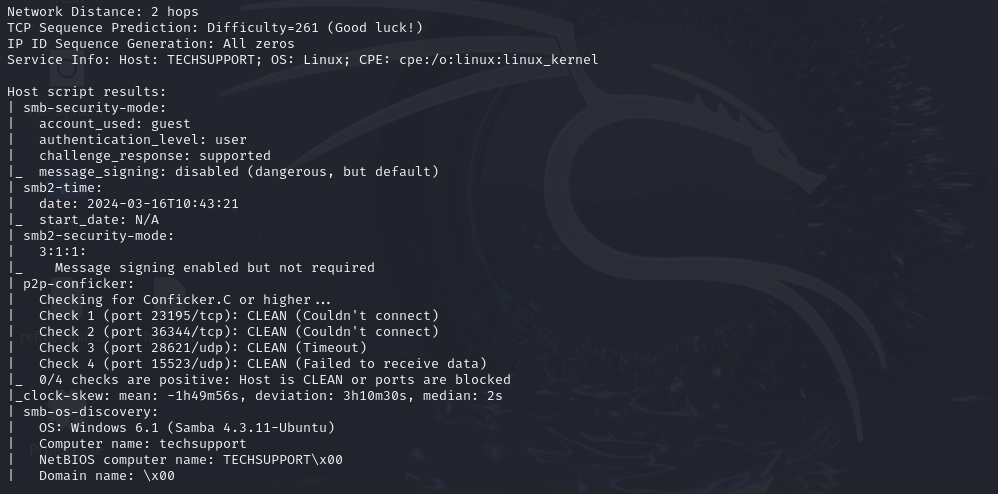 Network Distance: 2 hops
TCP Sequence Prediction: Difficulty=261 (Good luck!)
IP ID Sequence Generation: All zeros
Service Info: Host: TECHSUPPORT; OS: Linux; CPE: cpe:/o:linux:linux_kernel

Host script results:
| smb-security-mode:
|   account_used: guest
|   authentication_level: user
|   challenge_response: supported
|_  message_signing: disabled (dangerous, but default)
| smb2-time:
|   date: 2024-03-16T10:43:21
|_  start_date: N/A
| smb2-security-mode:
|   3:1:1:
|_    Message signing enabled but not required
| p2p-conficker:
|   Checking for Conficker.C or higher...
|   Check 1 (port 23195/tcp): CLEAN (Couldn't connect)
|   Check 2 (port 36344/tcp): CLEAN (Couldn't connect)
|   Check 3 (port 28621/udp): CLEAN (Timeout)
|   Check 4 (port 15523/udp): CLEAN (Failed to receive data)
|_  0/4 checks are positive: Host is CLEAN or ports are blocked
|_clock-skew: mean: -1h49m56s, deviation: 3h10m30s, median: 2s
| smb-os-discovery:
|   OS: Windows 6.1 (Samba 4.3.11-Ubuntu)
|   Computer name: techsupport
|   NetBIOS computer name: TECHSUPPORT\x00
|   Domain name: \x00